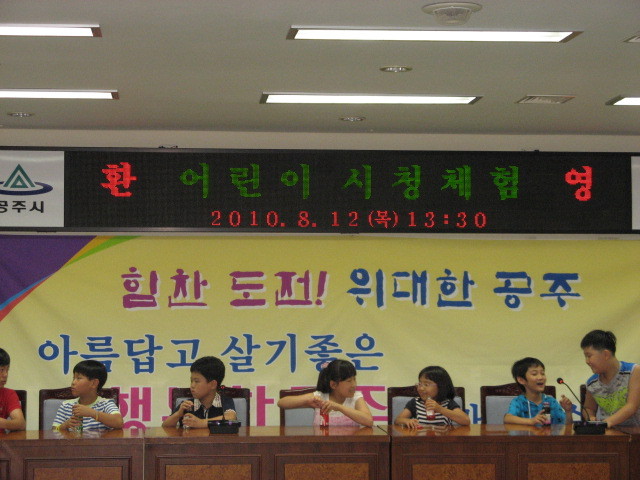 환 어린이 시청체험 영
2010. 8. 12(목) 13:30
공주시
힘찬 도전! 위대한 공주
아름답고 살기좋은
행